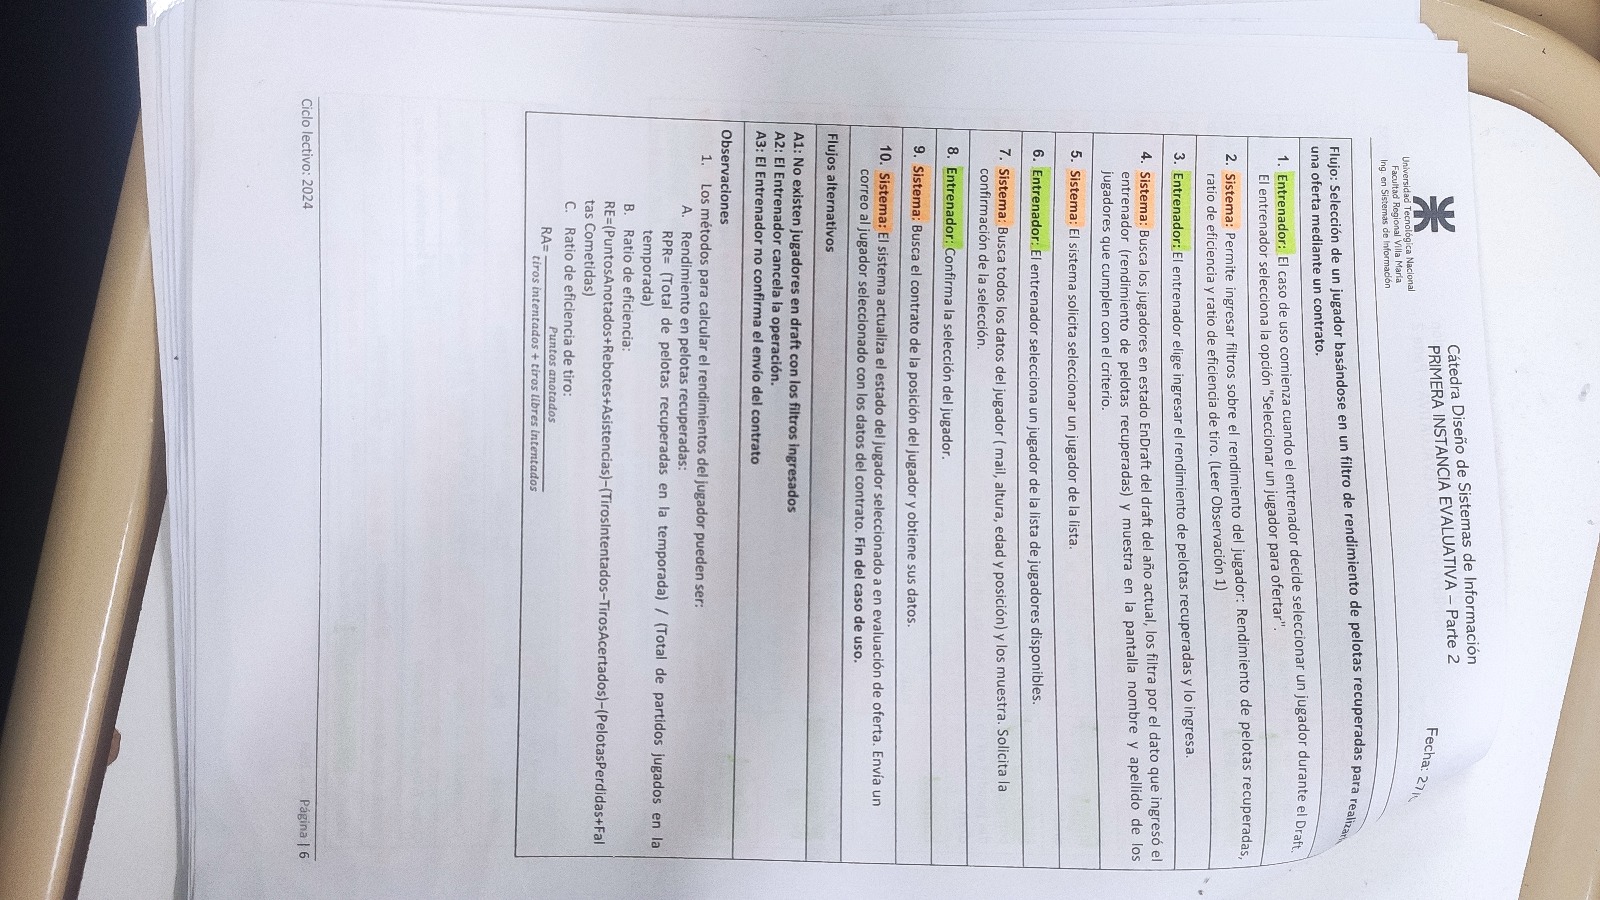 Universidad Tecnológica Nacional
Facultad Regional Villa María
Ing. en Sistemas de Información
Cátedra Diseño de Sistemas de Información
PRIMERA INSTANCIA EVALUATIVA – Parte 2
Fecha:
Flujo: Selección de un jugador basándose en un filtro de rendimiento de pelotas recuperadas para realizar
una oferta mediante un contrato.
1. Entrenador: El caso de uso comienza cuando el entrenador decide seleccionar un jugador durante el Draft.
El entrenador selecciona la opción "Seleccionar un jugador para ofertar".
2. Sistema: Permite ingresar filtros sobre el rendimiento del jugador: Rendimiento de pelotas recuperadas,
ratio de eficiencia y ratio de eficiencia de tiro. (Leer Observación 1)
3. Entrenador: El entrenador elige ingresar el rendimiento de pelotas recuperadas y lo ingresa.
4. Sistema: Busca los jugadores en estado EnDraft del draft del año actual, los filtra por el dato que ingresó el
entrenador (rendimiento de pelotas recuperadas) y muestra en la pantalla nombre y apellido de los
jugadores que cumplen con el criterio.
5. Sistema: El sistema solicita seleccionar un jugador de la lista.
6. Entrenador: El entrenador selecciona un jugador de la lista de jugadores disponibles.
7. Sistema: Busca todos los datos del jugador ( mail, altura, edad y posición) y los muestra. Solicita la
confirmación de la selección.
8. Entrenador: Confirma la selección del jugador.
9. Sistema: Busca el contrato de la posición del jugador y obtiene sus datos.
10. Sistema: El sistema actualiza el estado del jugador seleccionado a en evaluación de oferta. Envía un
correo al jugador seleccionado con los datos del contrato. Fin del caso de uso.
Flujos alternativos
A1: No existen jugadores en draft con los filtros ingresados
A2: El Entrenador cancela la operación.
A3: El Entrenador no confirma el envío del contrato
Observaciones
1. Los métodos para calcular el rendimientos del jugador pueden ser:
A. Rendimiento en pelotas recuperadas:
RPR= (Total de pelotas recuperadas en la temporada) / (Total de partidos jugados en la
temporada)
B. Ratio de eficiencia:
RE=(PuntosAnotados+Rebotes+Asistencias)−(TirosIntentados−TirosAcertados)−(PelotasPerdidas+Fal
tas Cometidas)
C. Ratio de eficiencia de tiro:
Puntos anotados
RA=
tiros intentados + tiros libres intentados
Ciclo lectivo: 2024
Página | 6